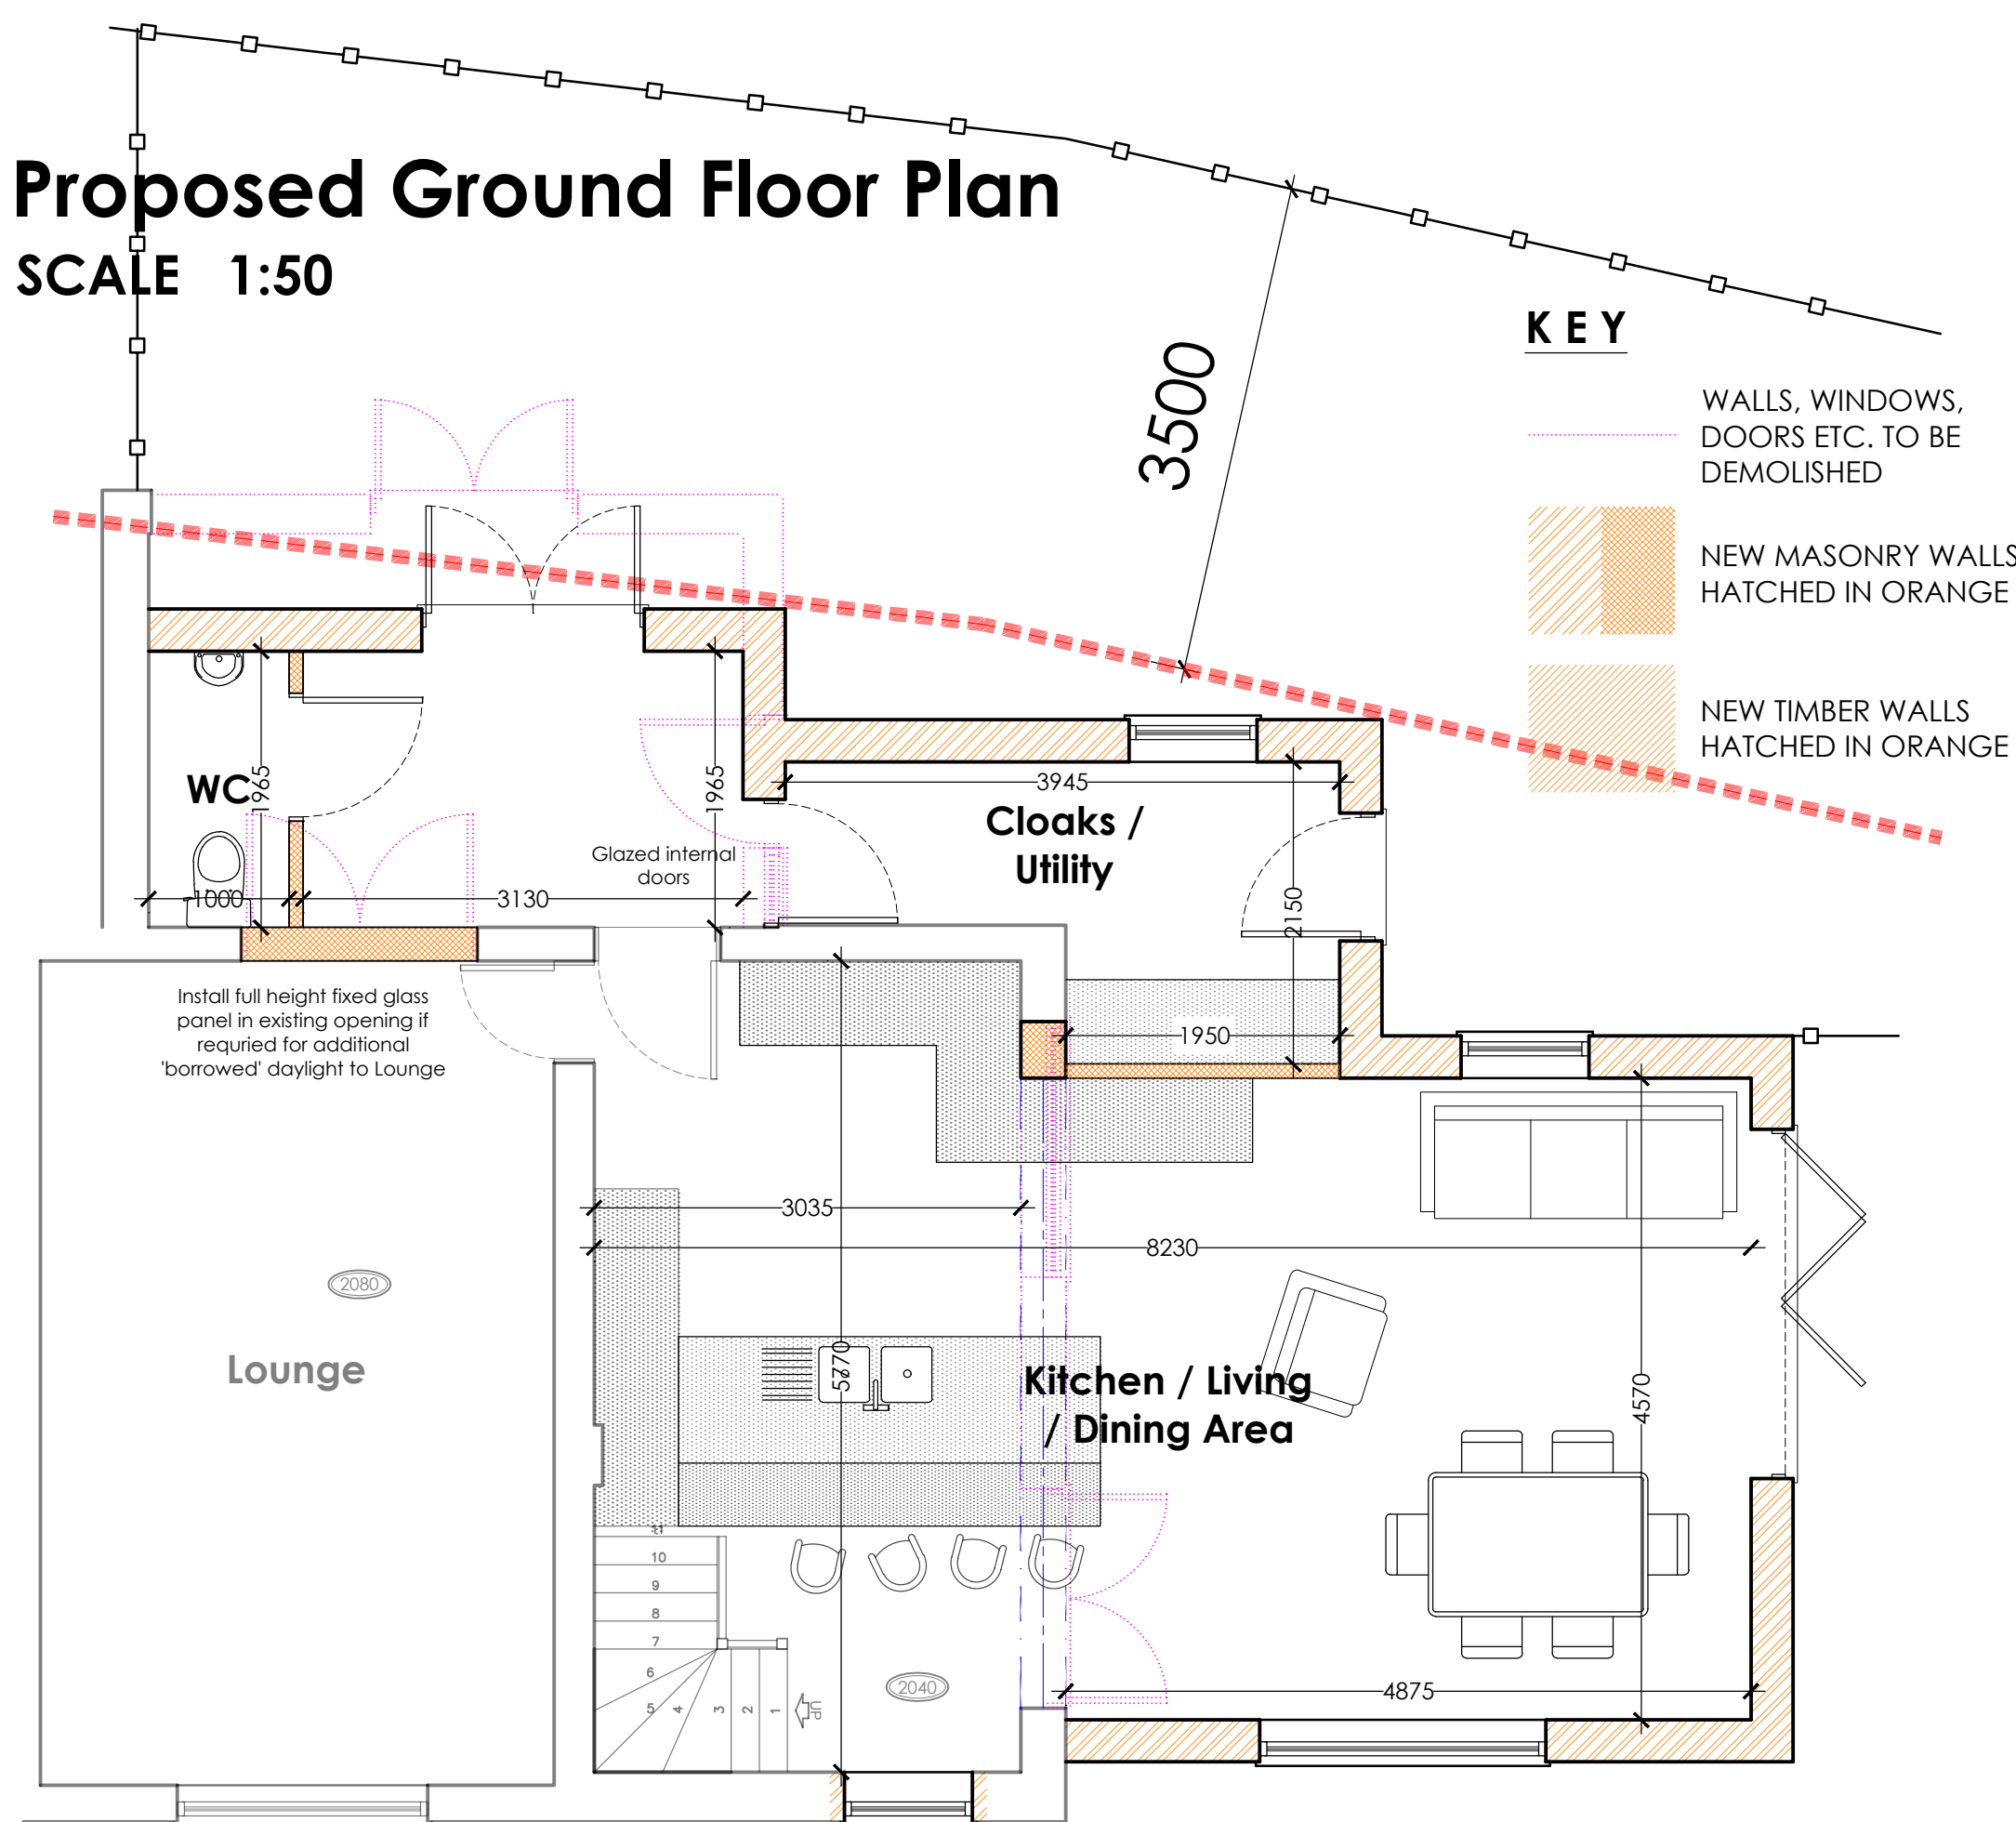 Proposed Ground Floor Plan
SCALE 1:50
3500
KEY
WALLS, WINDOWS,
DOORS ETC. TO BE
DEMOLISHED
NEW MASONRY WALLS
HATCHED IN ORANGE
NEW TIMBER WALLS
HATCHED IN ORANGE
WC
1965
1965
3945
Cloaks /
Utility
Glazed internal
doors
1000
3130
2150
Install full height fixed glass
panel in existing opening if
requried for additional
'borrowed' daylight to Lounge
1950
3035
8230
2080
Lounge
5770
Kitchen / Living
/ Dining Area
4570
11
10
9
8
7
6
5
4
3
2
1
UP
2040
4875